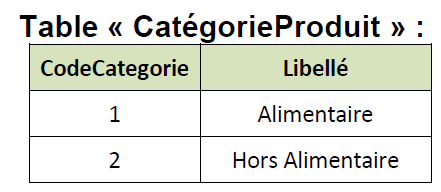 Table « CatégorieProduit » :
CodeCategorie Libellé
1 Alimentaire
2 Hors Alimentaire